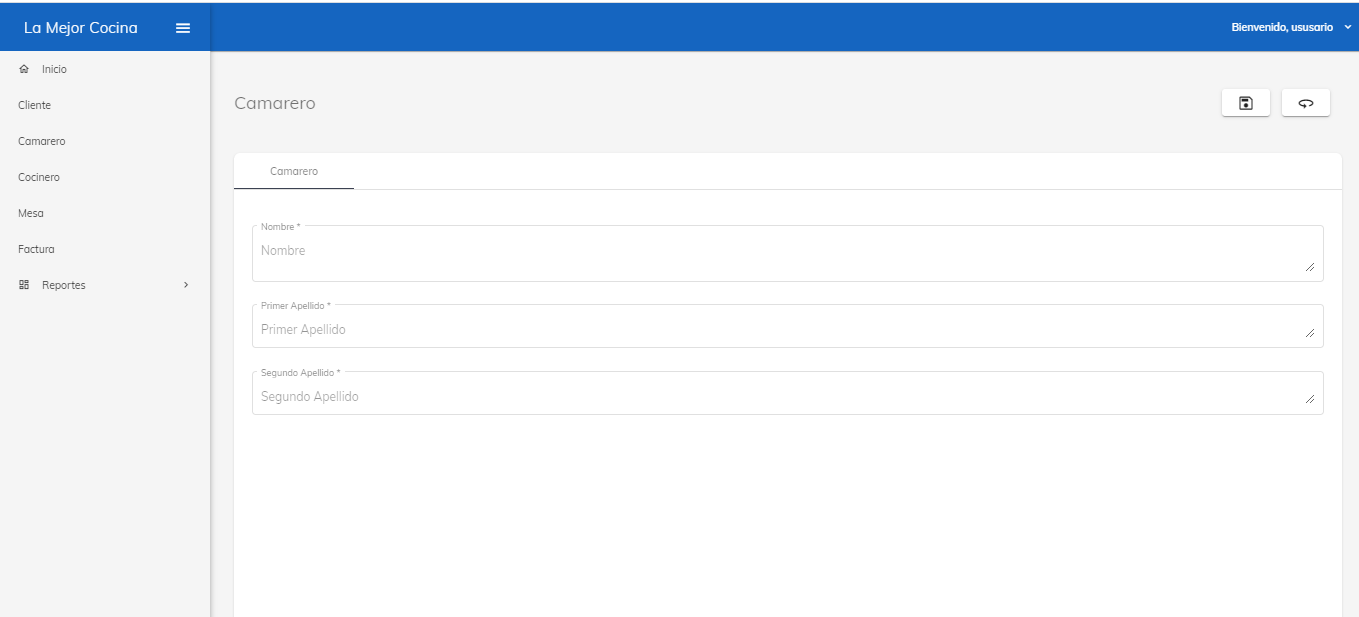 La Mejor Cocina
Bienvenido, ususario
Inicio
Cliente
Camarero
Cocinero
Mesa
Factura
Reportes
Camarero
Camarero
Nombre *
Nombre
Primer Apellido *
Primer Apellido
Segundo Apellido *
Segundo Apellido